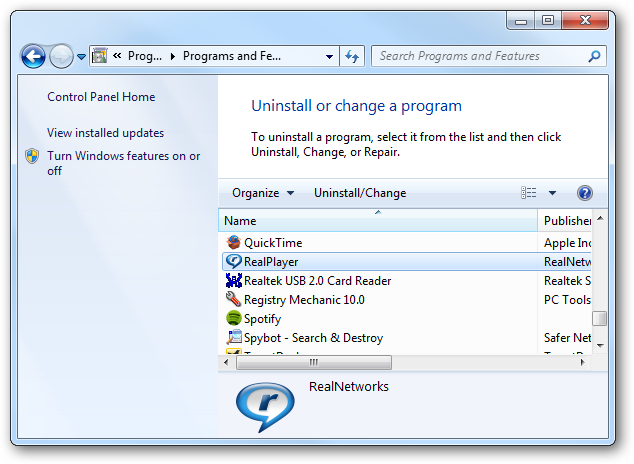 « Prog... Programs and Fe...
Search Programs and Features
Control Panel Home
View installed updates
Turn Windows features on or
off
Uninstall or change a program
To uninstall a program, select it from the list and then click
Uninstall, Change, or Repair.
Organize Uninstall/Change
Name Publisher
QuickTime Apple Inc
RealPlayer RealNetw
Realtek USB 2.0 Card Reader Realtek S
Registry Mechanic 10.0 PC Tools
Spotify
Spybot - Search & Destroy Safer Net
RealNetworks